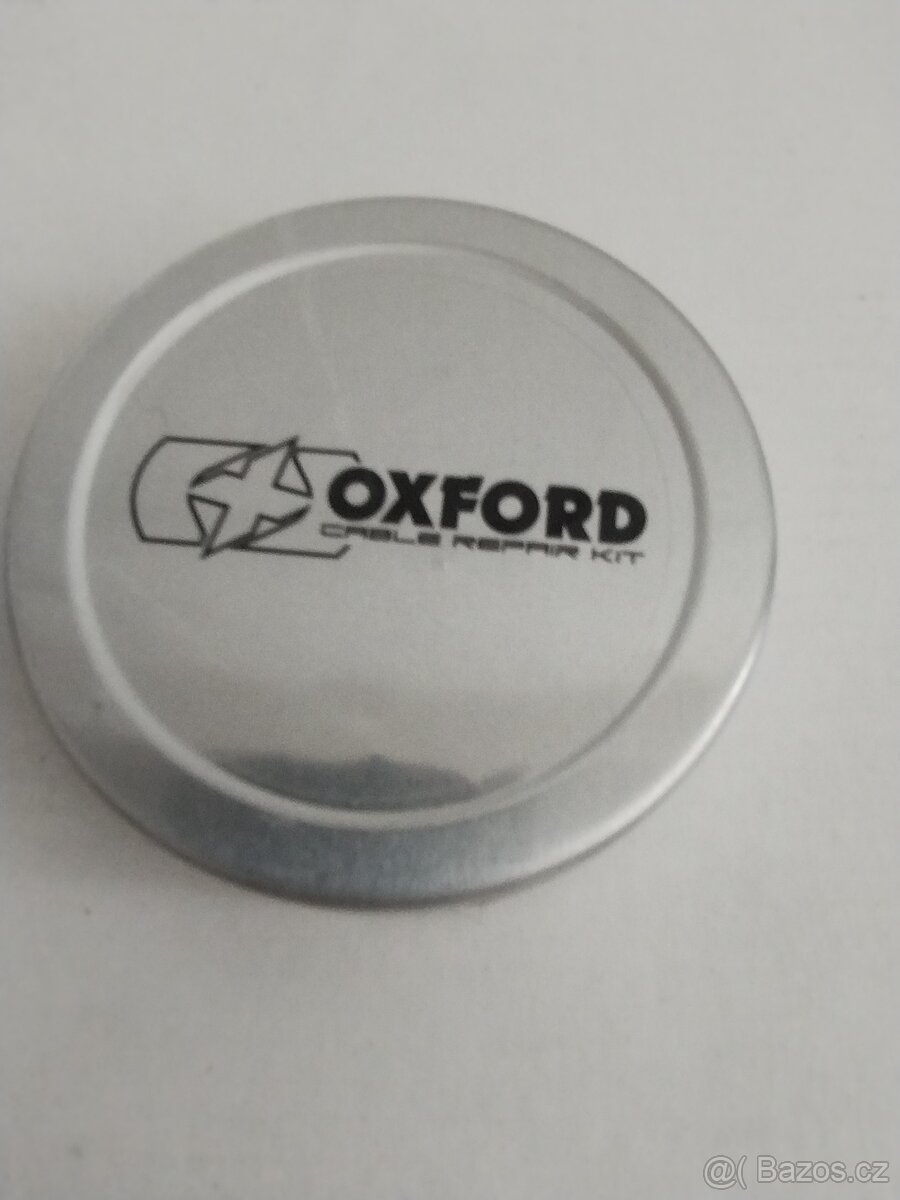 OXFORD
CABLE REPAIR KIT
@( Bazos.cz